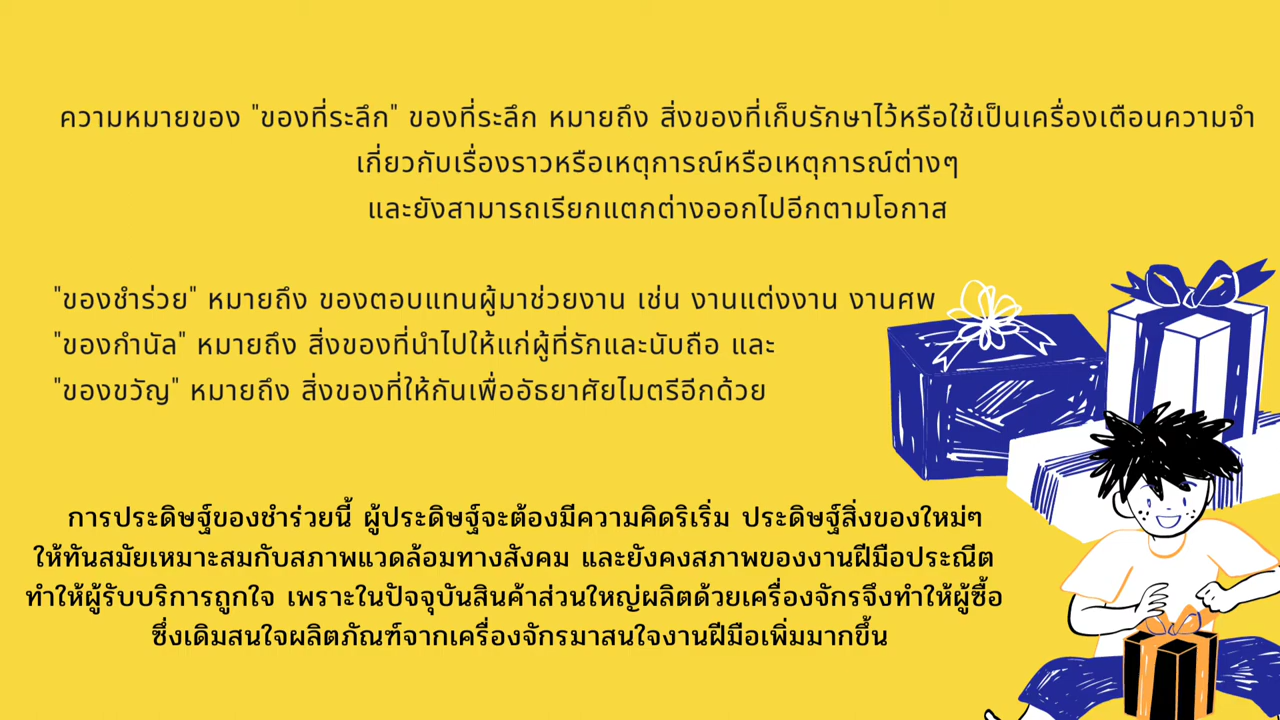 ความหมายของ "ของที่ระลึก" ของที่ระลึก หมายถึง สิ่งของที่เก็บรักษาไว้หรือใช้เป็นเครื่องเตือนความจำ
เกี่ยวกับเรื่องราวหรือเหตุการณ์หรือเหตุการณ์ต่างๆ
และยังสามารถเรียกแตกต่างออกไปอีกตามโอกาส
"ของชำร่วย" หมายถึง ของตอบแทนผู้มาช่วยงาน เช่น งานแต่งงาน งานศพ
"ของกำนัล" หมายถึง สิ่งของที่นำไปให้แก่ผู้ที่รักและนับถือ และ
"ของขวัญ" หมายถึง สิ่งของที่ให้กันเพื่ออัธยาศัยไมตรีอีกด้วย
การประดิษฐ์ของชำร่วยนี้ ผู้ประดิษฐ์จะต้องมีความคิดริเริ่ม ประดิษฐ์สิ่งของใหม่ๆ
ให้ทันสมัยเหมาะสมกับสภาพแวดล้อมทางสังคม และยังคงสภาพของงานฝีมือประณีต
ทำให้ผู้รับบริการถูกใจ เพราะในปัจจุบันสินค้าส่วนใหญ่ผลิตด้วยเครื่องจักรจึงทำให้ผู้ซื้อ
ซึ่งเดิมสนใจผลิตภัณฑ์จากเครื่องจักรมาสนใจงานฝีมือเพิ่มมากขึ้น